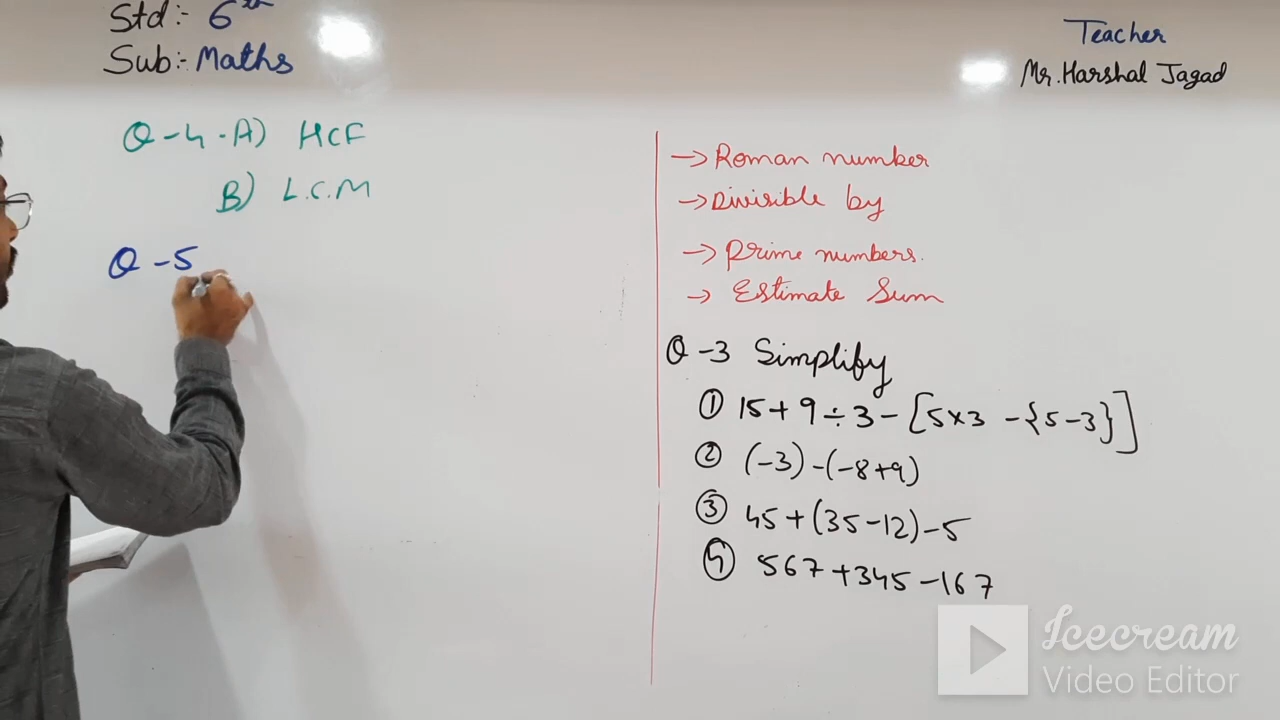 Std:- 6th
Sub:- Maths
Teacher
Mr. Harshal Jagad
Q-4 - A) HCF
B) L.C.M
Q-5
→ Roman number
→ Divisible by
→ Prime numbers.
→ Estimate Sum
Q-3 Simplify
① 15+9÷3-[5×3-{5-3}]
② (-3)-(-8+9)
③ 45+(35-12)-5
④ 567+345-167
Icecream
Video Editor